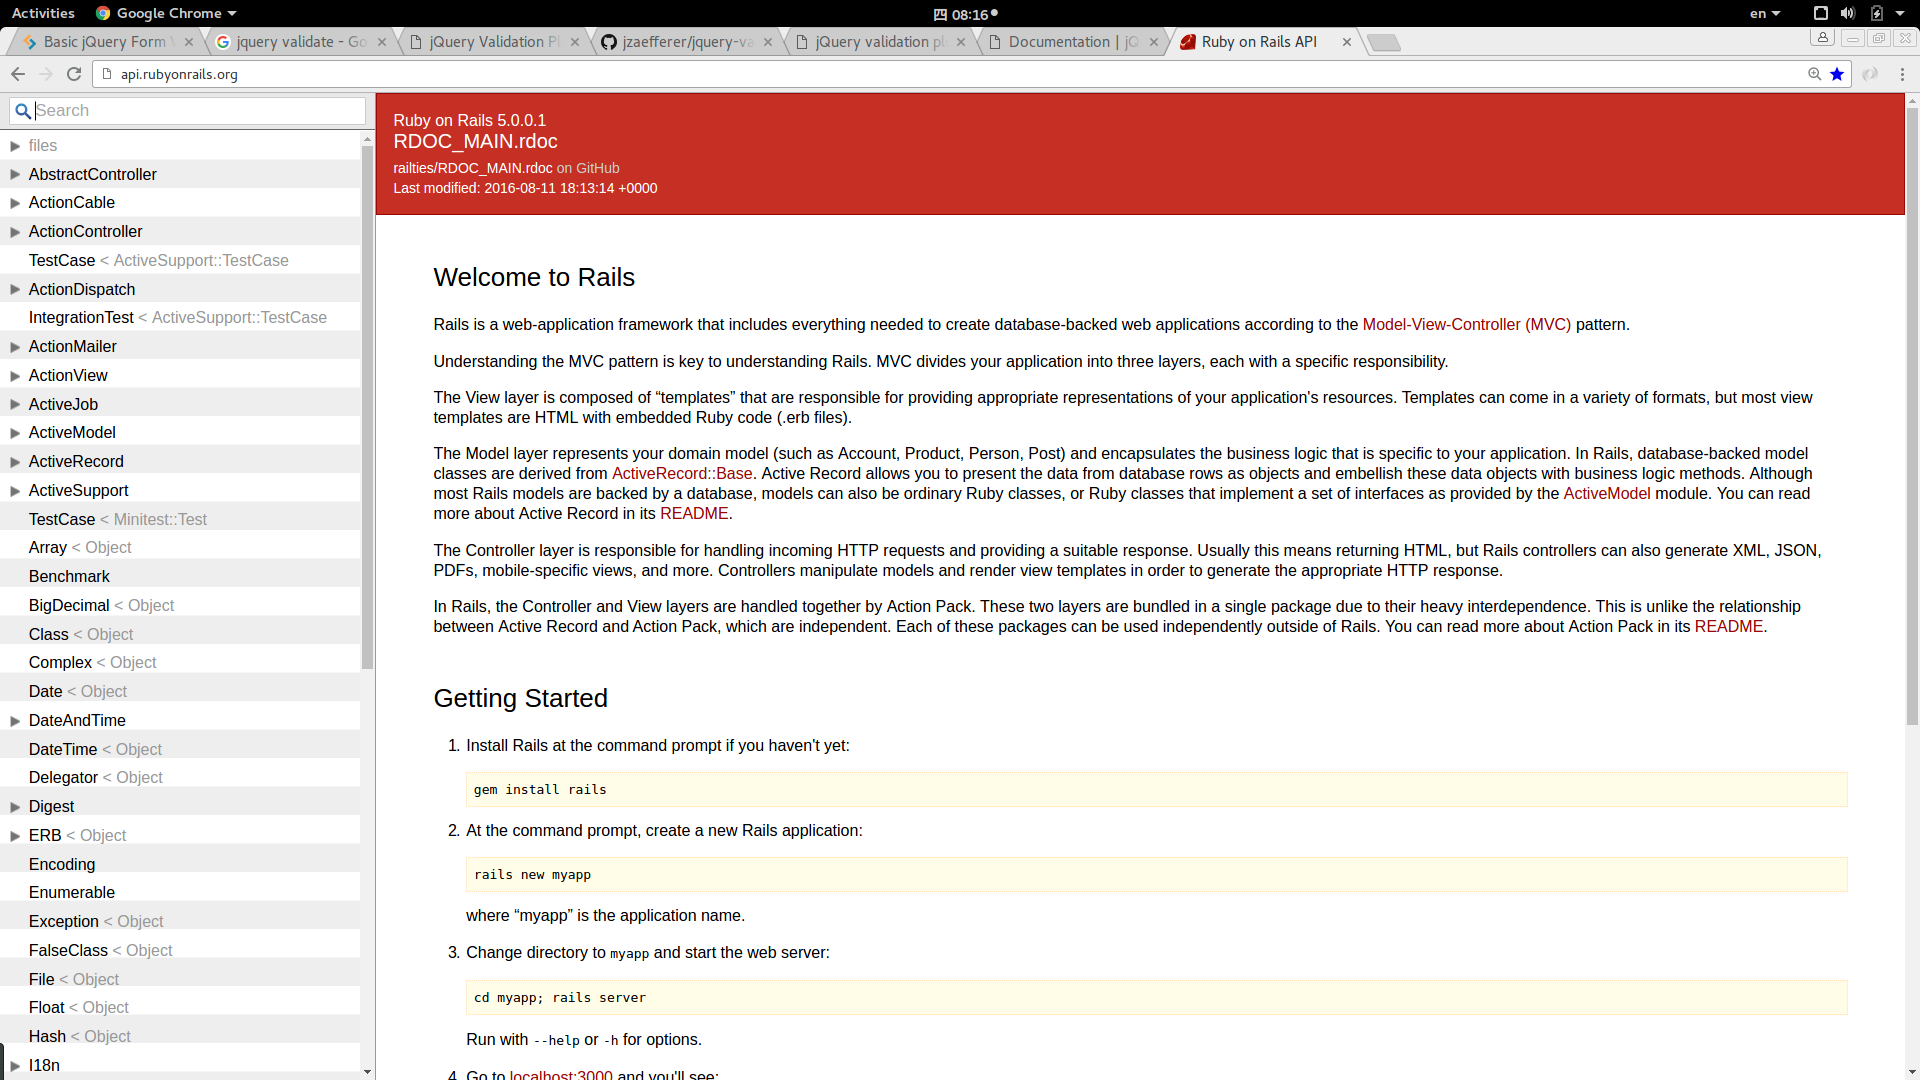 Activities
Google Chrome
四 08:16
en
Basic jQuery Form V
jquery validate - Go
jQuery Validation Pl
jzaefferer/jquery-va
jQuery validation pl
Documentation | jQ
Ruby on Rails API
api.rubyonrails.org
Search
files
AbstractController
ActionCable
ActionController
TestCase < ActiveSupport::TestCase
ActionDispatch
IntegrationTest < ActiveSupport::TestCase
ActionMailer
ActionView
ActiveJob
ActiveModel
ActiveRecord
ActiveSupport
TestCase < Minitest::Test
Array < Object
Benchmark
BigDecimal < Object
Class < Object
Complex < Object
Date < Object
DateAndTime
DateTime < Object
Delegator < Object
Digest
ERB < Object
Encoding
Enumerable
Exception < Object
FalseClass < Object
File < Object
Float < Object
Hash < Object
I18n
Ruby on Rails 5.0.0.1
RDOC_MAIN.rdoc
railties/RDOC_MAIN.rdoc on GitHub
Last modified: 2016-08-11 18:13:14 +0000
Welcome to Rails
Rails is a web-application framework that includes everything needed to create database-backed web applications according to the Model-View-Controller (MVC) pattern.
Understanding the MVC pattern is key to understanding Rails. MVC divides your application into three layers, each with a specific responsibility.
The View layer is composed of “templates” that are responsible for providing appropriate representations of your application's resources. Templates can come in a variety of formats, but most view
templates are HTML with embedded Ruby code (.erb files).
The Model layer represents your domain model (such as Account, Product, Person, Post) and encapsulates the business logic that is specific to your application. In Rails, database-backed model
classes are derived from ActiveRecord::Base. Active Record allows you to present the data from database rows as objects and embellish these data objects with business logic methods. Although
most Rails models are backed by a database, models can also be ordinary Ruby classes, or Ruby classes that implement a set of interfaces as provided by the ActiveModel module. You can read
more about Active Record in its README.
The Controller layer is responsible for handling incoming HTTP requests and providing a suitable response. Usually this means returning HTML, but Rails controllers can also generate XML, JSON,
PDFs, mobile-specific views, and more. Controllers manipulate models and render view templates in order to generate the appropriate HTTP response.
In Rails, the Controller and View layers are handled together by Action Pack. These two layers are bundled in a single package due to their heavy interdependence. This is unlike the relationship
between Active Record and Action Pack, which are independent. Each of these packages can be used independently outside of Rails. You can read more about Action Pack in its README.
Getting Started
1. Install Rails at the command prompt if you haven't yet:
gem install rails
2. At the command prompt, create a new Rails application:
rails new myapp
where “myapp” is the application name.
3. Change directory to myapp and start the web server:
cd myapp; rails server
Run with --help or -h for options.
4. Go to localhost:3000 and you'll see: